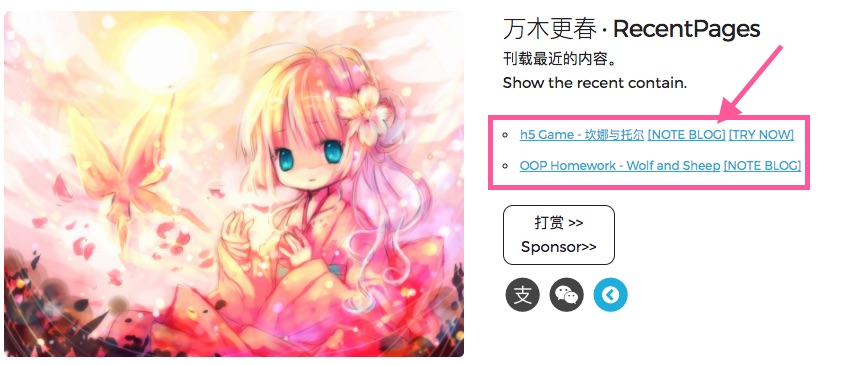 万木更春 · RecentPages
刊载最近的内容。
Show the recent contain.
h5 Game - 坎娜与托尔 [NOTE BLOG] [TRY NOW]
OOP Homework - Wolf and Sheep [NOTE BLOG]
打赏 >>
Sponsor>>
支